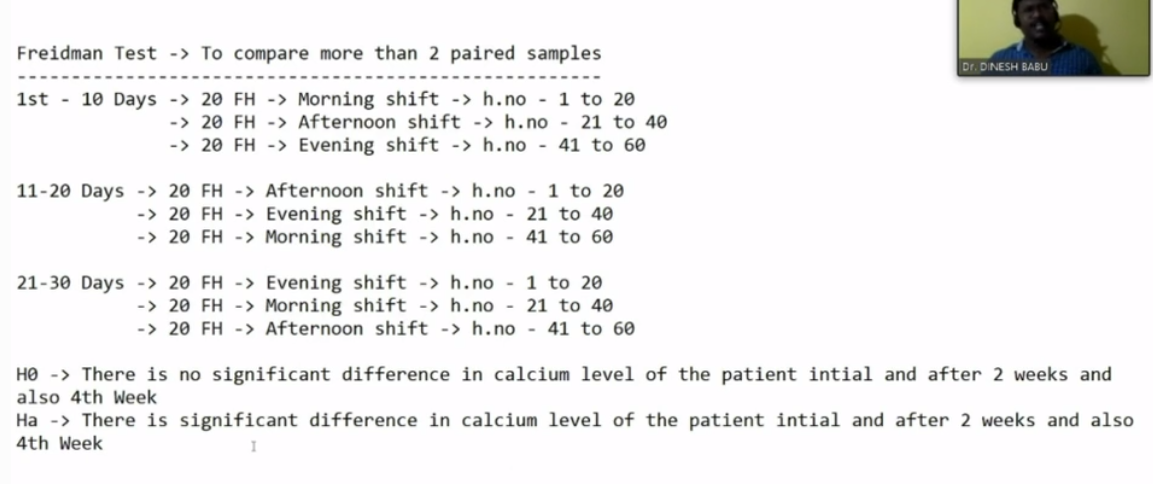 Freidman Test -> To compare more than 2 paired samples
------------------------------------------------------
1st - 10 Days -> 20 FH -> Morning shift -> h.no - 1 to 20
-> 20 FH -> Afternoon shift -> h.no - 21 to 40
-> 20 FH -> Evening shift -> h.no - 41 to 60
11-20 Days -> 20 FH -> Afternoon shift -> h.no - 1 to 20
-> 20 FH -> Evening shift -> h.no - 21 to 40
-> 20 FH -> Morning shift -> h.no - 41 to 60
21-30 Days -> 20 FH -> Evening shift -> h.no - 1 to 20
-> 20 FH -> Morning shift -> h.no - 21 to 40
-> 20 FH -> Afternoon shift -> h.no - 41 to 60
H0 -> There is no significant difference in calcium level of the patient intial and after 2 weeks and
also 4th Week
Ha -> There is significant difference in calcium level of the patient intial and after 2 weeks and also
4th Week
Dr. DINESH BABU